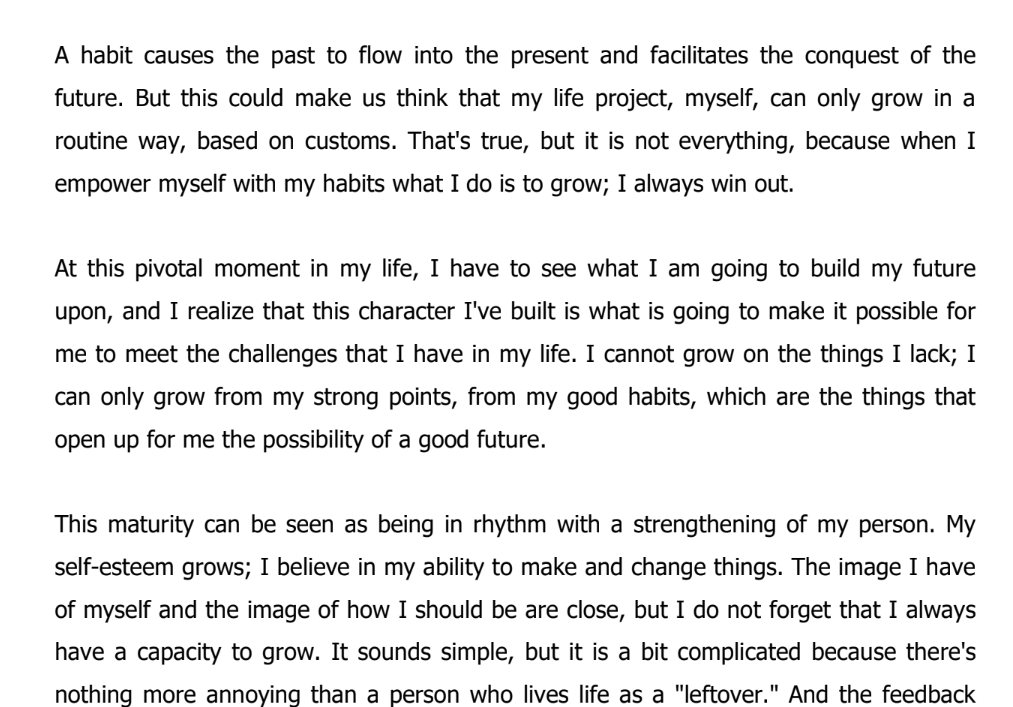 A habit causes the past to flow into the present and facilitates the conquest of the
future. But this could make us think that my life project, myself, can only grow in a
routine way, based on customs. That's true, but it is not everything, because when I
empower myself with my habits what I do is to grow; I always win out.
At this pivotal moment in my life, I have to see what I am going to build my future
upon, and I realize that this character I've built is what is going to make it possible for
me to meet the challenges that I have in my life. I cannot grow on the things I lack; I
can only grow from my strong points, from my good habits, which are the things that
open up for me the possibility of a good future.
This maturity can be seen as being in rhythm with a strengthening of my person. My
self-esteem grows; I believe in my ability to make and change things. The image I have
of myself and the image of how I should be are close, but I do not forget that I always
have a capacity to grow. It sounds simple, but it is a bit complicated because there's
nothing more annoying than a person who lives life as a "leftover." And the feedback